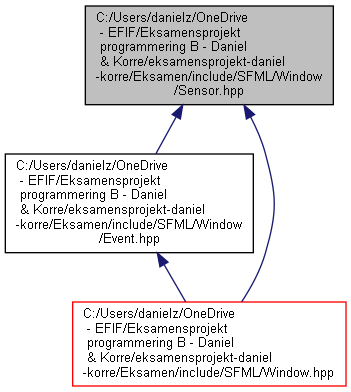 C:/Users/danielz/OneDrive
- EFIF/Eksamensprojekt
programmering B - Daniel
& Korre/eksamensprojekt-daniel
-korre/Eksamen/include/SFML/Window
/Sensor.hpp
C:/Users/danielz/OneDrive
- EFIF/Eksamensprojekt
programmering B - Daniel
& Korre/eksamensprojekt-daniel
-korre/Eksamen/include/SFML/Window
/Event.hpp
C:/Users/danielz/OneDrive
- EFIF/Eksamensprojekt
programmering B - Daniel
& Korre/eksamensprojekt-daniel
-korre/Eksamen/include/SFML/Window.hpp